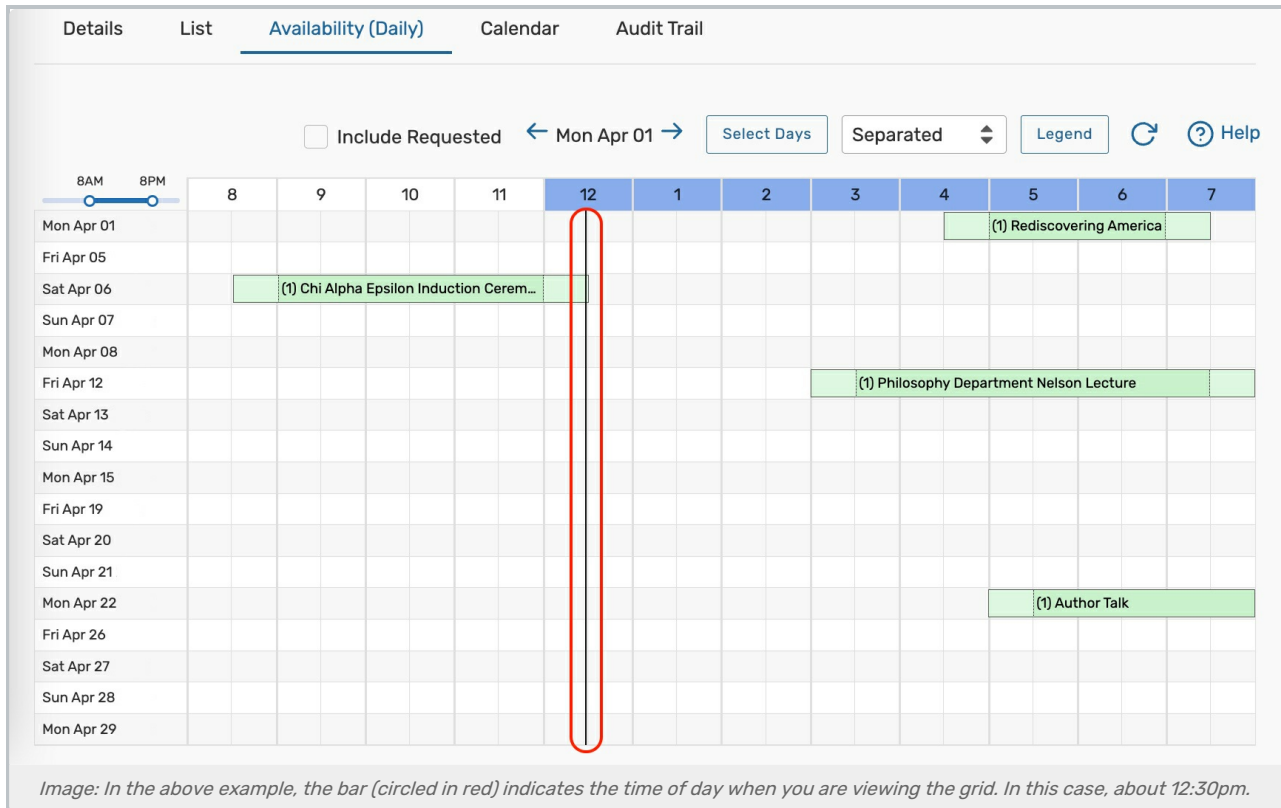 Details List Availability (Daily) Calendar Audit Trail
Include Requested Mon Apr 01 Select Days Separated Legend Help
8AM 8PM
8 9 10 11 12 1 2 3 4 5 6 7
Mon Apr 01 (1) Rediscovering America
Fri Apr 05
Sat Apr 06 (1) Chi Alpha Epsilon Induction Cerem...
Sun Apr 07
Mon Apr 08
Fri Apr 12 (1) Philosophy Department Nelson Lecture
Sat Apr 13
Sun Apr 14
Mon Apr 15
Fri Apr 19
Sat Apr 20
Sun Apr 21
Mon Apr 22 (1) Author Talk
Fri Apr 26
Sat Apr 27
Sun Apr 28
Mon Apr 29
Image: In the above example, the bar (circled in red) indicates the time of day when you are viewing the grid. In this case, about 12:30pm.